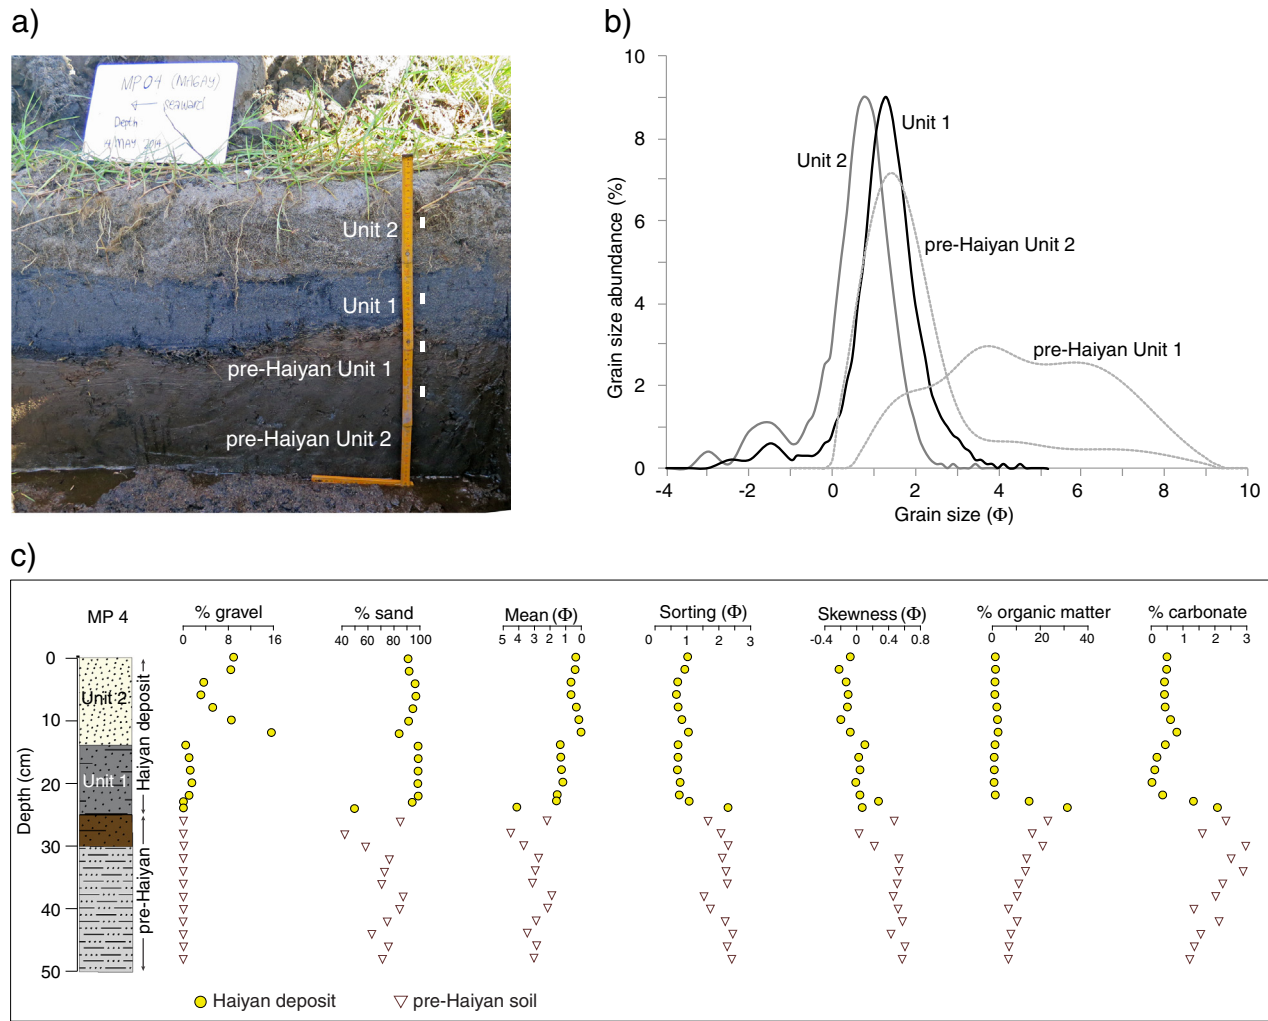 a)
MP04 (MAGAY)
← seaward
Depth
14/MAY 2014
Unit 2
Unit 1
pre-Haiyan Unit 1
pre-Haiyan Unit 2
b)
Grain size abundance (%)
10
8
6
4
2
0
-4 -2 0 2 4 6 8 10
Grain size (Φ)
Unit 1
Unit 2
pre-Haiyan Unit 2
pre-Haiyan Unit 1
c)
MP 4 % gravel % sand Mean (Φ) Sorting (Φ) Skewness (Φ) % organic matter % carbonate
0 8 16 40 60 80 100 5 4 3 2 1 0 0 1 2 3 -0.4 0 0.4 0.8 0 20 40 0 1 2 3
Depth (cm)
0
10
20
30
40
50
Unit 2
Unit 1
Haiyan deposit
pre-Haiyan
Haiyan deposit pre-Haiyan soil